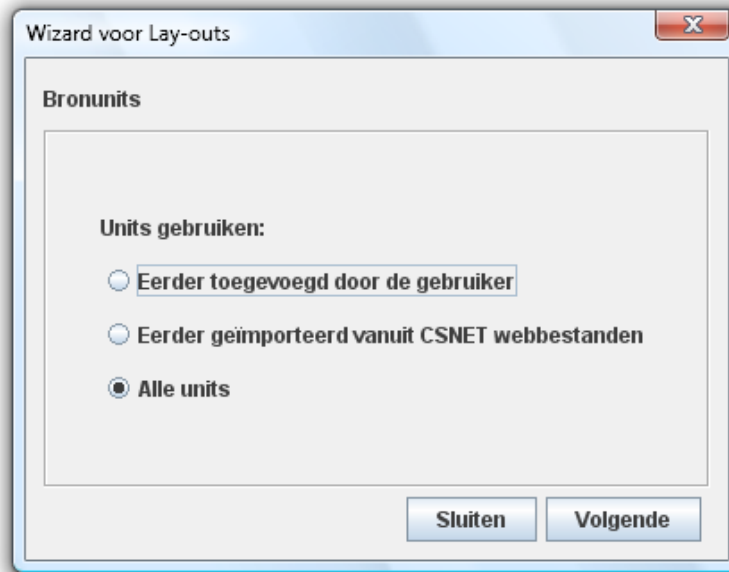 Wizard voor Lay-outs
Bronunits
Units gebruiken:
Eerder toegevoegd door de gebruiker
Eerder geïmporteerd vanuit CSNET webbestanden
Alle units
Sluiten
Volgende